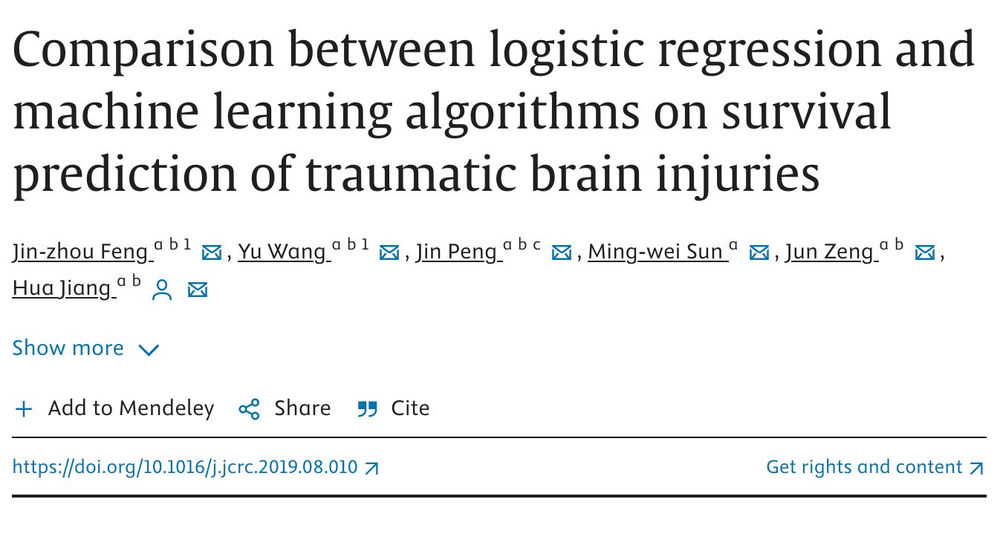 Comparison between logistic regression and
machine learning algorithms on survival
prediction of traumatic brain injuries
Jin-zhou Feng a b 1, Yu Wang a b 1, Jin Peng a b c, Ming-wei Sun a, Jun Zeng a b,
Hua Jiang a b
Show more
Add to Mendeley Share Cite
https://doi.org/10.1016/j.jcrc.2019.08.010 Get rights and content